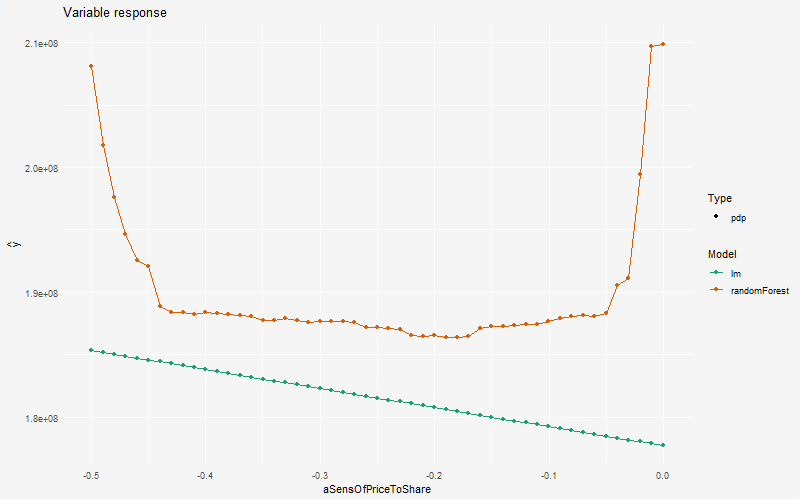 Variable response
2.1e+08
2.0e+08
1.9e+08
1.8e+08
ŷ
-0.5 -0.4 -0.3 -0.2 -0.1 0.0
aSensOfPriceToShare
Type
pdp
Model
lm
randomForest